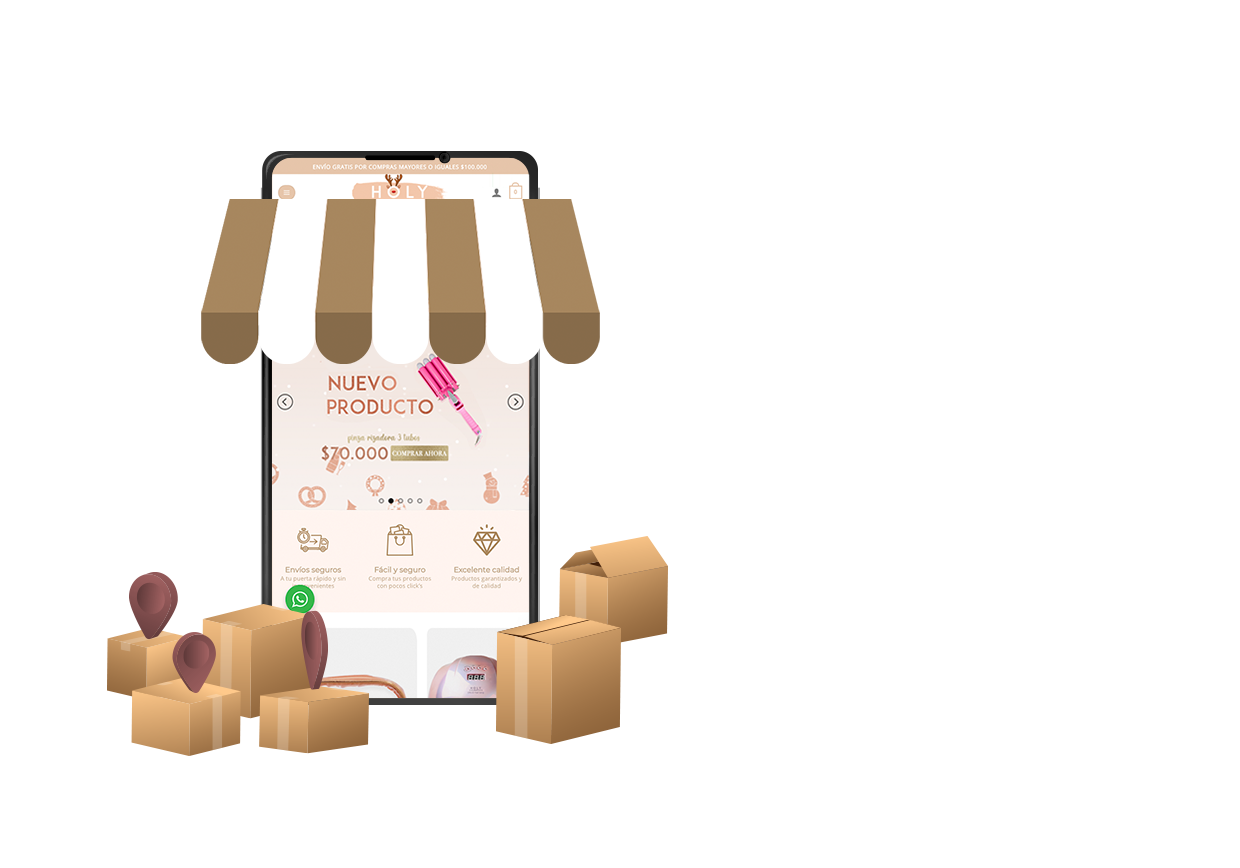 ENVÍO GRATIS POR COMPRAS MAYORES O IGUALES $100.000
HOLY
0
NUEVO
PRODUCTO
pinza rizadora 3 tubos
$70.000
COMPRAR AHORA
Envíos seguros
A tu puerta rápido y sin
Fácil y seguro
Compra tus productos
con pocos click's
Excelente calidad
Productos garantizados y
de calidad